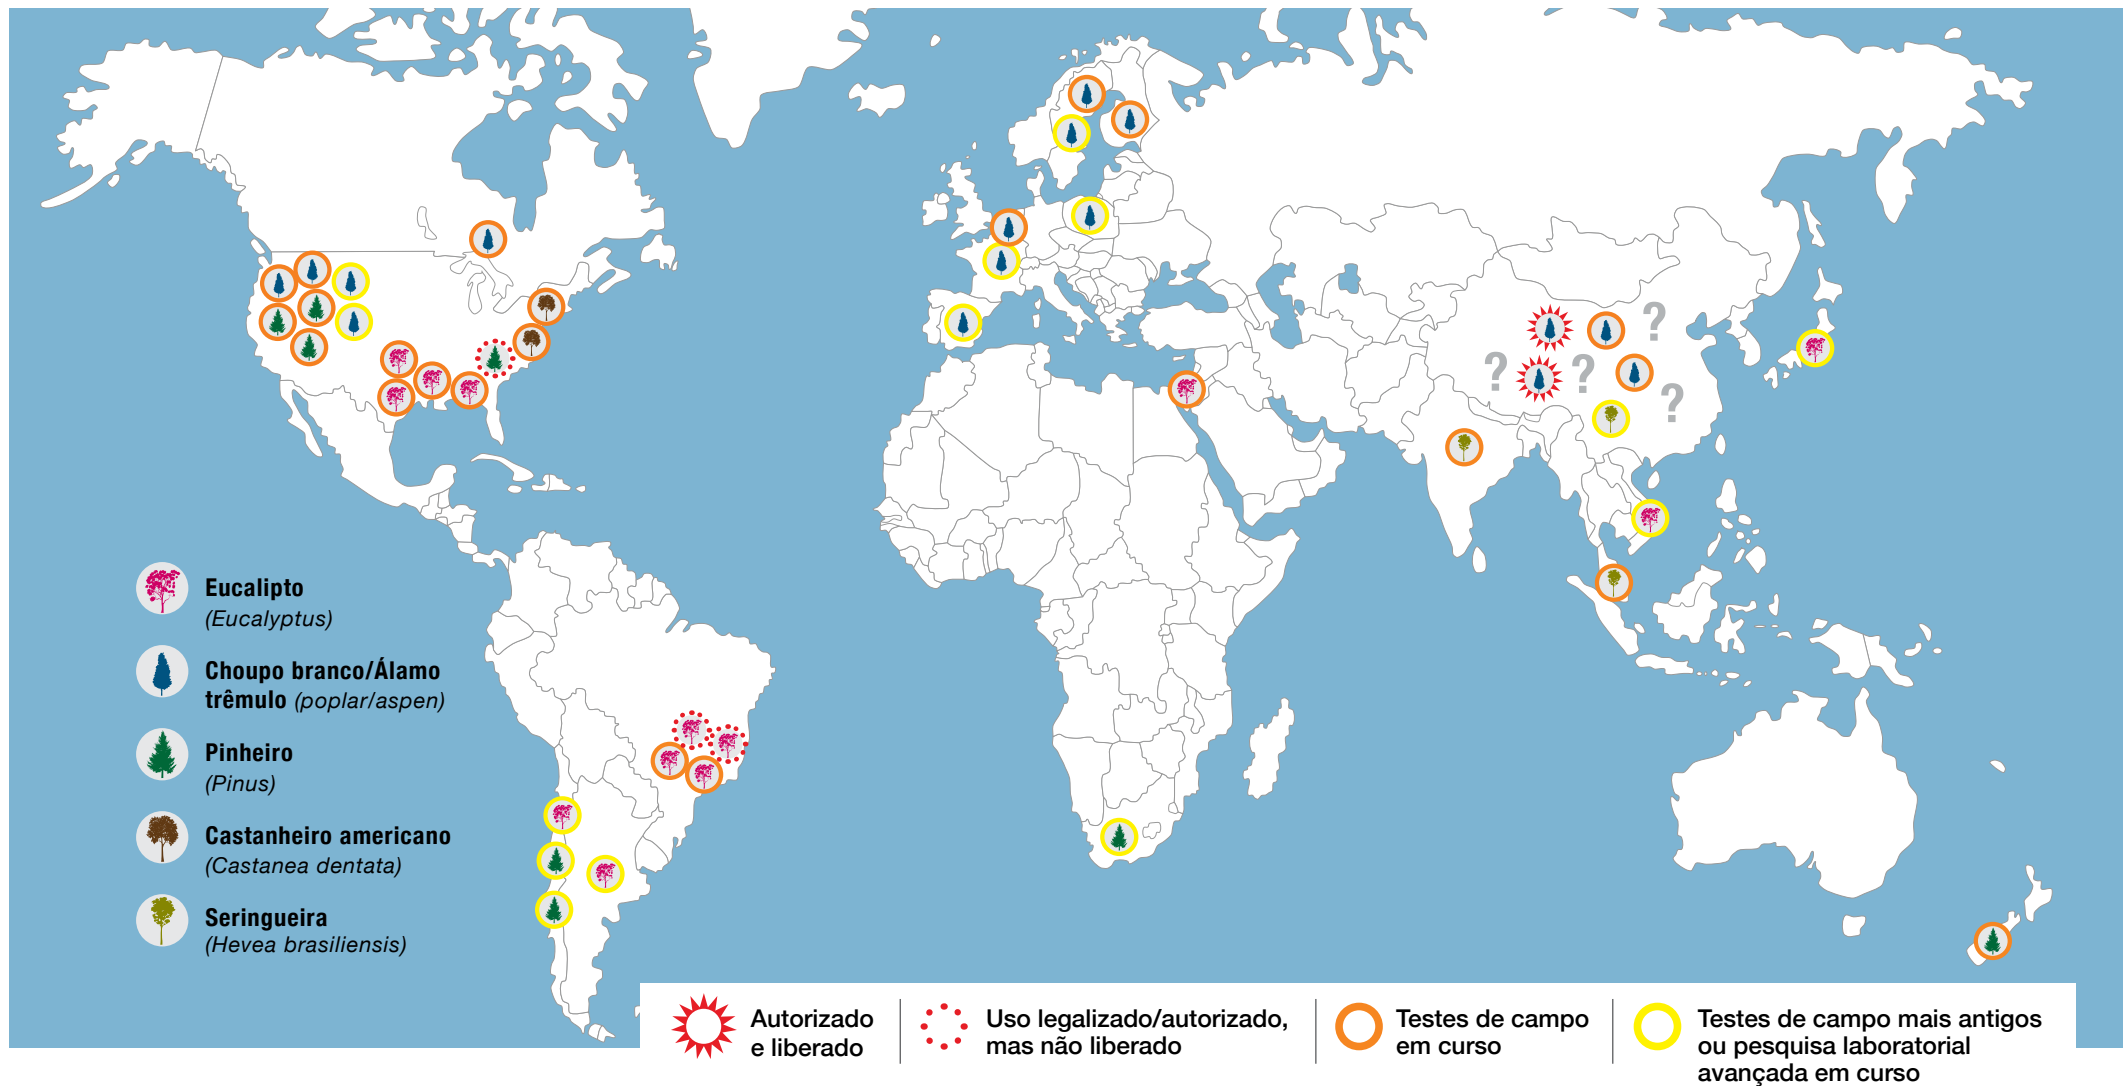 ?
?
?
?
Eucalipto
(Eucalyptus)
Choupo branco/Álamo
trêmulo (poplar/aspen)
Pinheiro
(Pinus)
Castanheiro americano
(Castanea dentata)
Seringueira
(Hevea brasiliensis)
Autorizado
e liberado
Uso legalizado/autorizado,
mas não liberado
Testes de campo
em curso
Testes de campo mais antigos
ou pesquisa laboratorial
avançada em curso